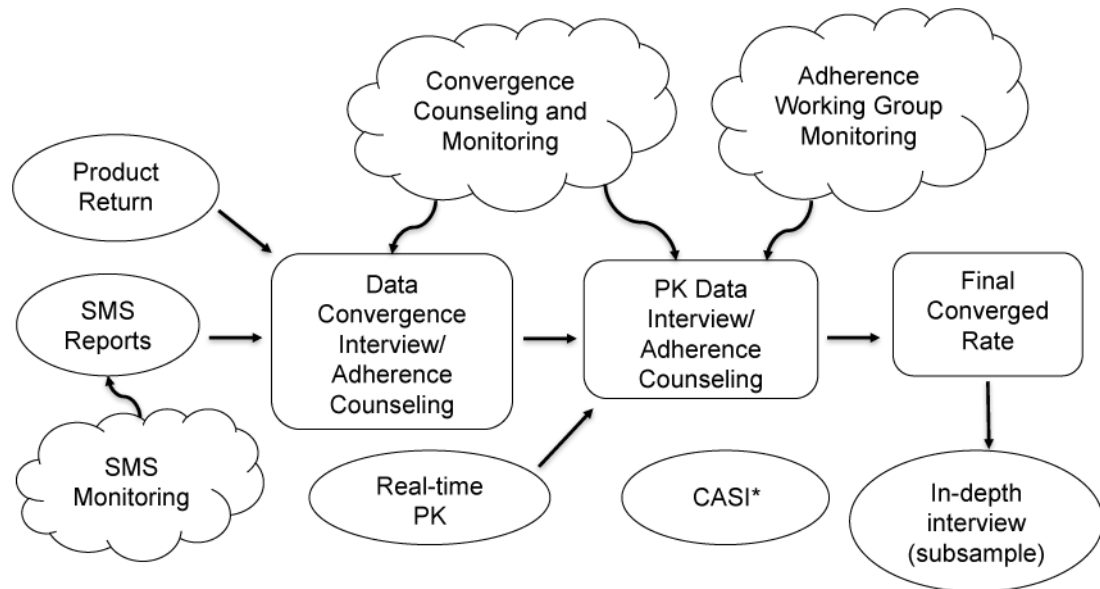 Convergence
Counseling and
Monitoring
Adherence
Working Group
Monitoring
Product
Return
SMS
Reports
Data
Convergence
Interview/
Adherence
Counseling
PK Data
Interview/
Adherence
Counseling
Final
Converged
Rate
SMS
Monitoring
Real-time
PK
CASI*
In-depth
interview
(subsample)